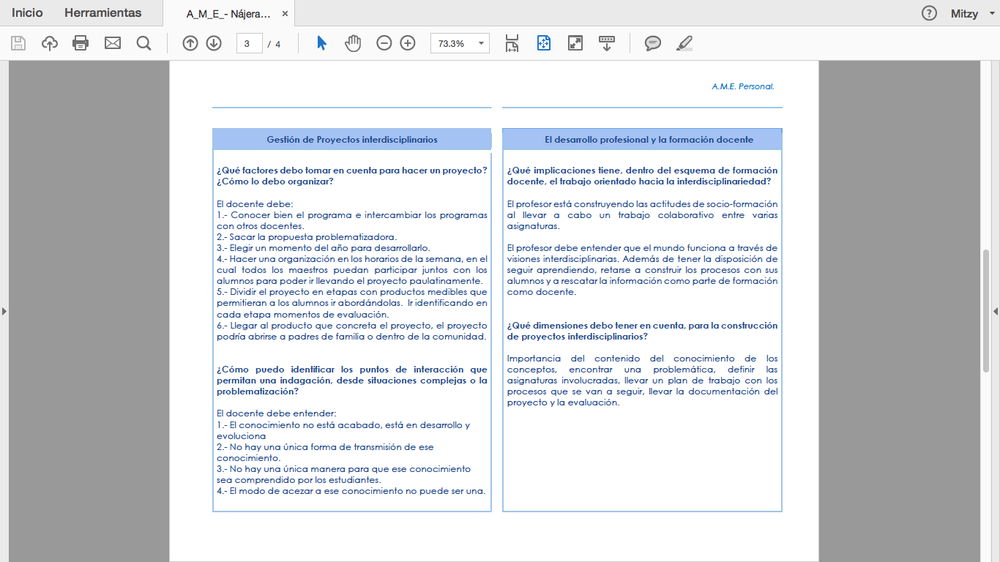 Inicio
Herramientas
A_M_E_- Nájera...
×
?
Mitzy
3
/ 4
73.3%
A.M.E. Personal.
Gestión de Proyectos interdisciplinarios
¿Qué factores debo tomar en cuenta para hacer un proyecto?
¿Cómo lo debo organizar?
El docente debe:
1.- Conocer bien el programa e intercambiar los programas
con otros docentes.
2.- Sacar la propuesta problematizadora.
3.- Elegir un momento del año para desarrollarlo.
4.- Hacer una organización en los horarios de la semana, en el
cual todos los maestros puedan participar juntos con los
alumnos para poder ir llevando el proyecto paulatinamente.
5.- Dividir el proyecto en etapas con productos medibles que
permitieran a los alumnos ir abordándolas. Ir identificando en
cada etapa momentos de evaluación.
6.- Llegar al producto que concreta el proyecto, el proyecto
podría abrirse a padres de familia o dentro de la comunidad.
¿Cómo puedo identificar los puntos de interacción que
permitan una indagación, desde situaciones complejas o la
problematización?
El docente debe entender:
1.- El conocimiento no está acabado, está en desarrollo y
evoluciona
2.- No hay una única forma de transmisión de ese
conocimiento.
3.- No hay una única manera para que ese conocimiento
sea comprendido por los estudiantes.
4.- El modo de acezar a ese conocimiento no puede ser una.
El desarrollo profesional y la formación docente
¿Qué implicaciones tiene, dentro del esquema de formación
docente, el trabajo orientado hacia la interdisciplinariedad?
El profesor está construyendo las actitudes de socio-formación
al llevar a cabo un trabajo colaborativo entre varias
asignaturas.
El profesor debe entender que el mundo funciona a través de
visiones interdisciplinarias. Además de tener la disposición de
seguir aprendiendo, retarse a construir los procesos con sus
alumnos y a rescatar la información como parte de formación
como docente.
¿Qué dimensiones debo tener en cuenta, para la construcción
de proyectos interdisciplinarios?
Importancia del contenido del conocimiento de los
conceptos, encontrar una problemática, definir las
asignaturas involucradas, llevar un plan de trabajo con los
procesos que se van a seguir, llevar la documentación del
proyecto y la evaluación.